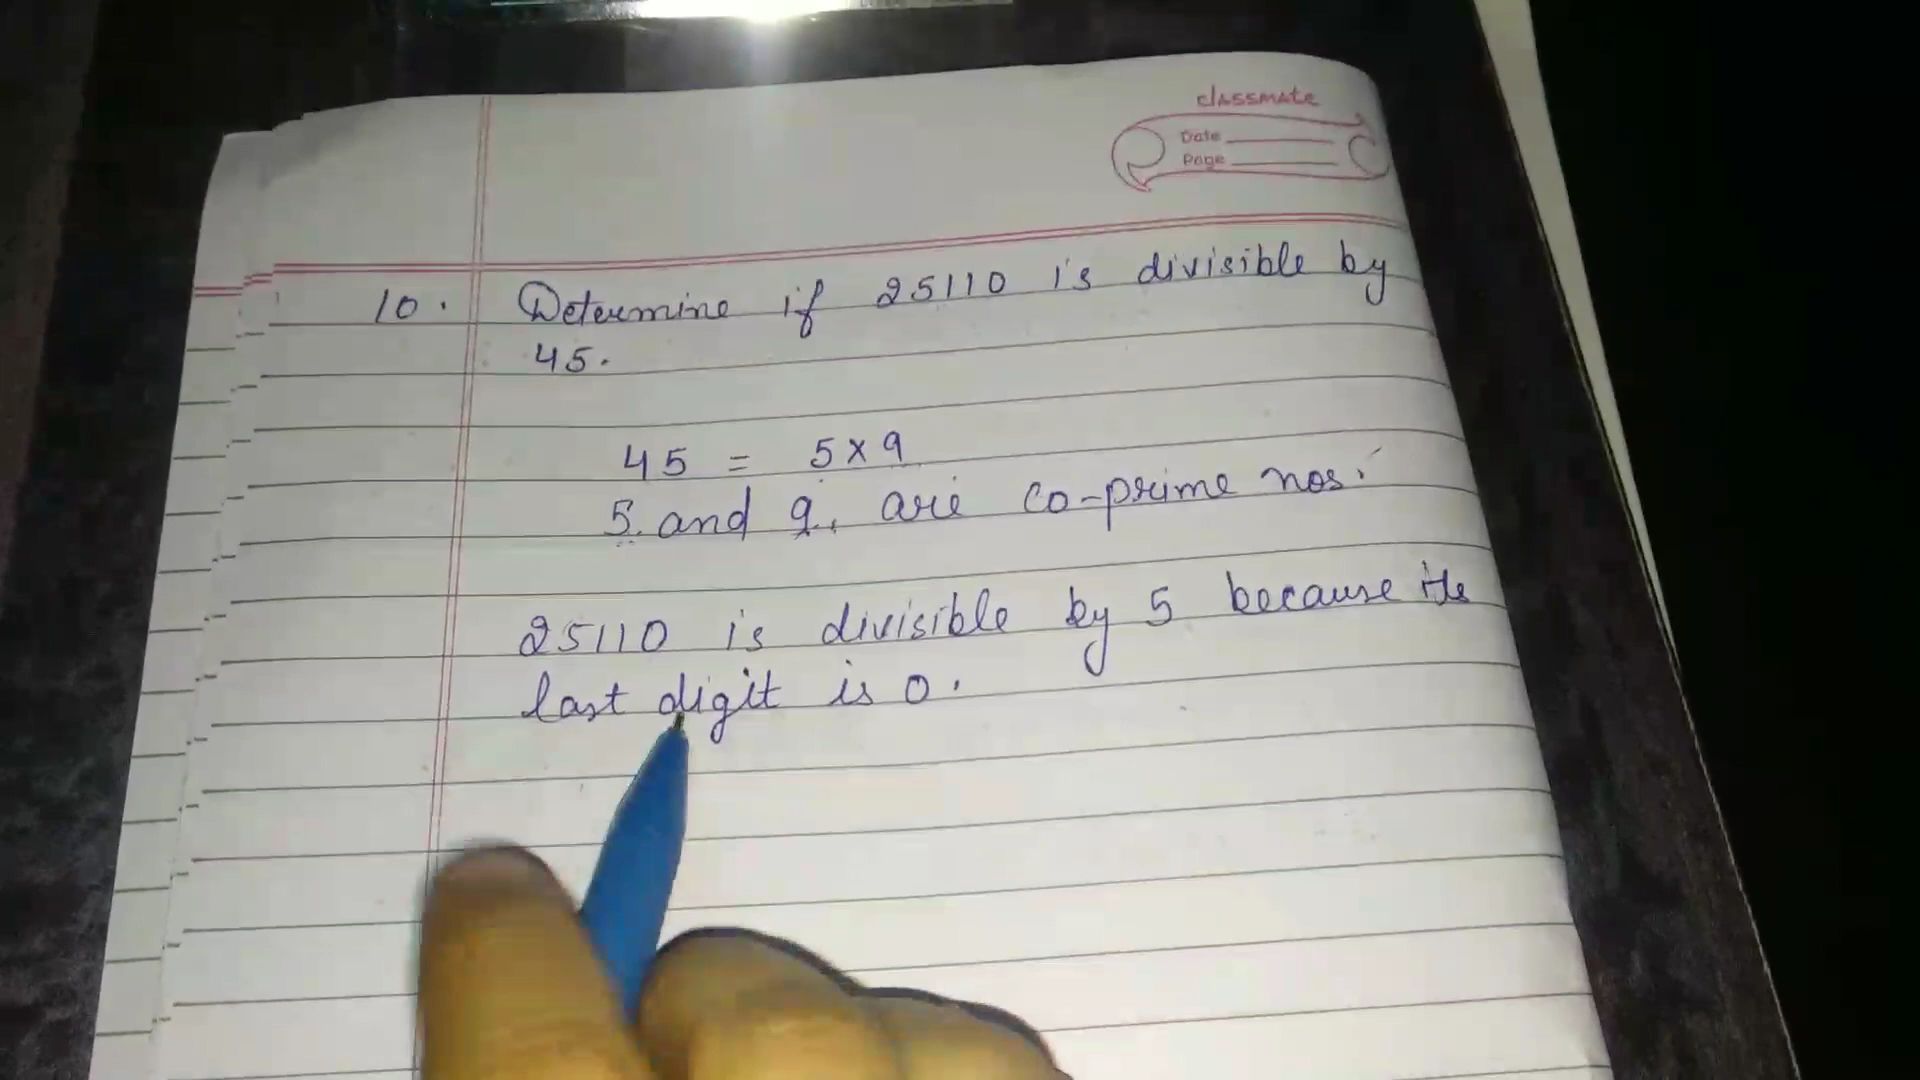 classmate
Date
Page
10. Determine if 25110 is divisible by
45.
45 = 5 x 9
5 and 9, are co-prime nos.
25110 is divisible by 5 because its
last digit is 0.